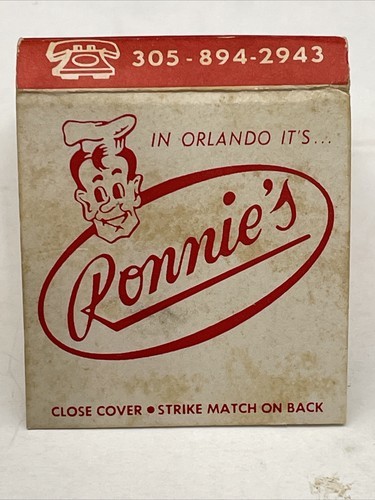 305-894-2943
IN ORLANDO IT'S...
Ronnie's
CLOSE COVER • STRIKE MATCH ON BACK